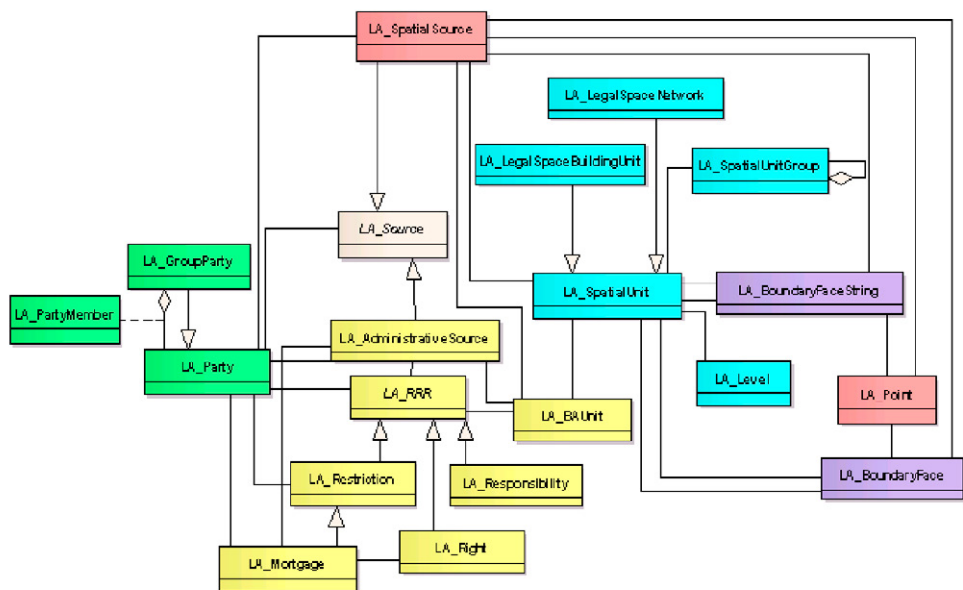 LA_SpatialSource
LA_LegalSpaceNetwork
LA_LegalSpaceBuildingUnit
LA_SpatialUnitGroup
LA_Source
LA_GroupParty
LA_SpatialUnit
LA_BoundaryFaceString
LA_PartyMember
LA_AdministrativeSource
LA_Party
LA_Level
LA_RRR
LA_Point
LA_BAUnit
LA_Restriction
LA_Responsibility
LA_BoundaryFace
LA_Right
LA_Mortgage